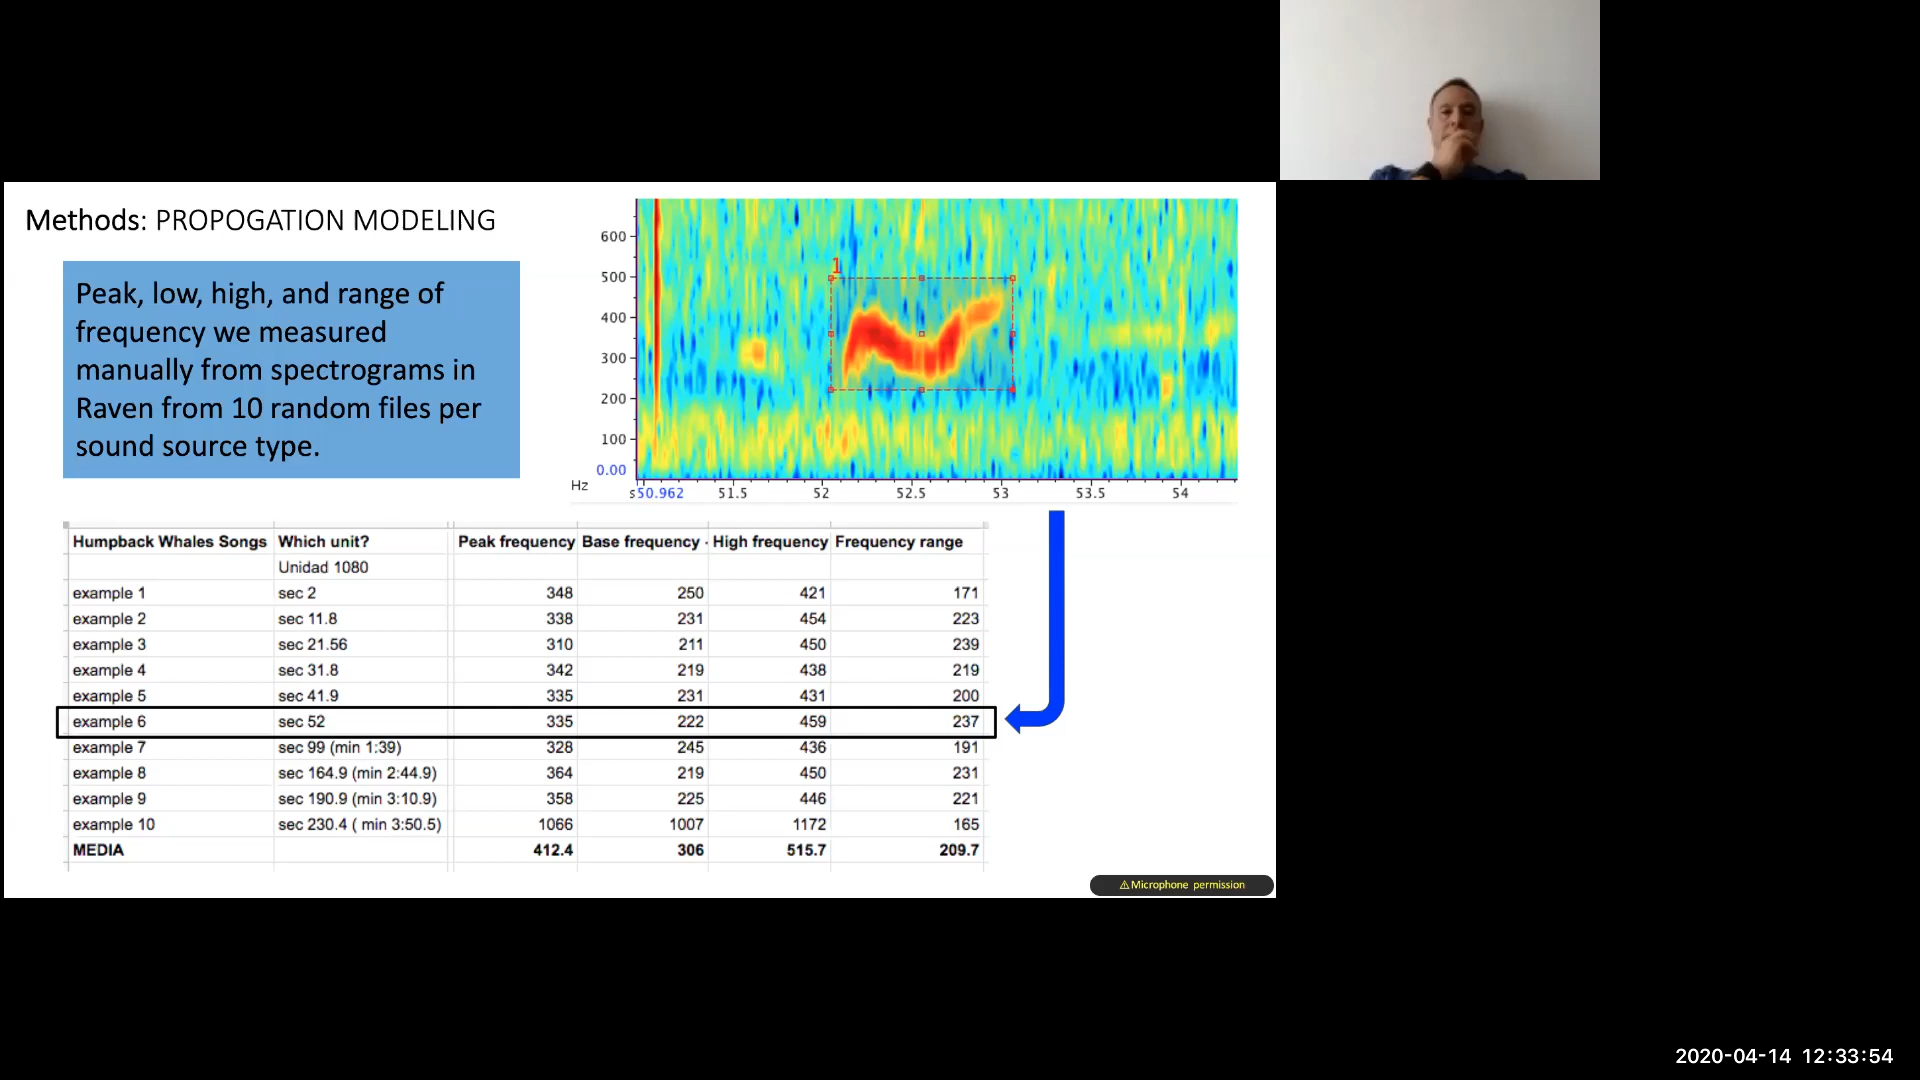 Methods: PROPOGATION MODELING
Peak, low, high, and range of
frequency we measured
manually from spectrograms in
Raven from 10 random files per
sound source type.
1
600
500
400
300
200
100
0.00
Hz
s 50.962 51.5 52 52.5 53 53.5 54
Humpback Whales Songs Which unit? Peak frequency Base frequency - High frequency Frequency range
Unidad 1080
example 1 sec 2 348 250 421 171
example 2 sec 11.8 338 231 454 223
example 3 sec 21.56 310 211 450 239
example 4 sec 31.8 342 219 438 219
example 5 sec 41.9 335 231 431 200
example 6 sec 52 335 222 459 237
example 7 sec 99 (min 1:39) 328 245 436 191
example 8 sec 164.9 (min 2:44.9) 364 219 450 231
example 9 sec 190.9 (min 3:10.9) 358 225 446 221
example 10 sec 230.4 ( min 3:50.5) 1066 1007 1172 165
MEDIA 412.4 306 515.7 209.7
⚠Microphone permission
2020-04-14 12:33:54